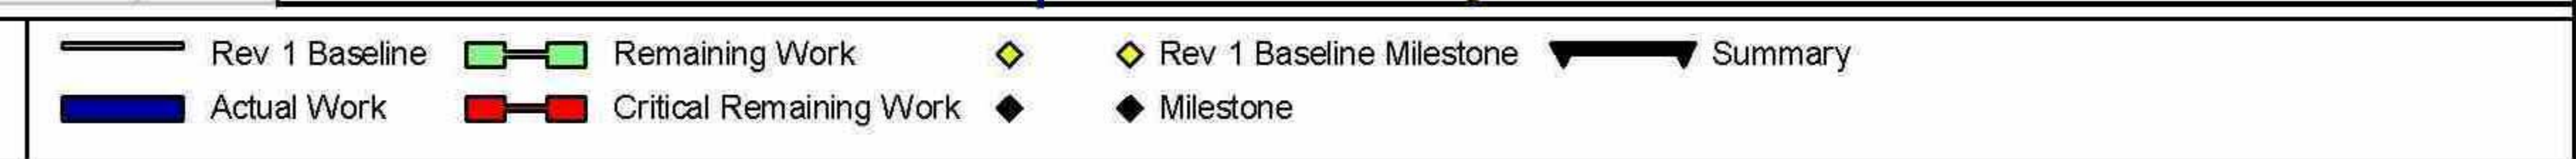 Rev 1 Baseline Remaining Work Rev 1 Baseline Milestone Summary
Actual Work Critical Remaining Work Milestone